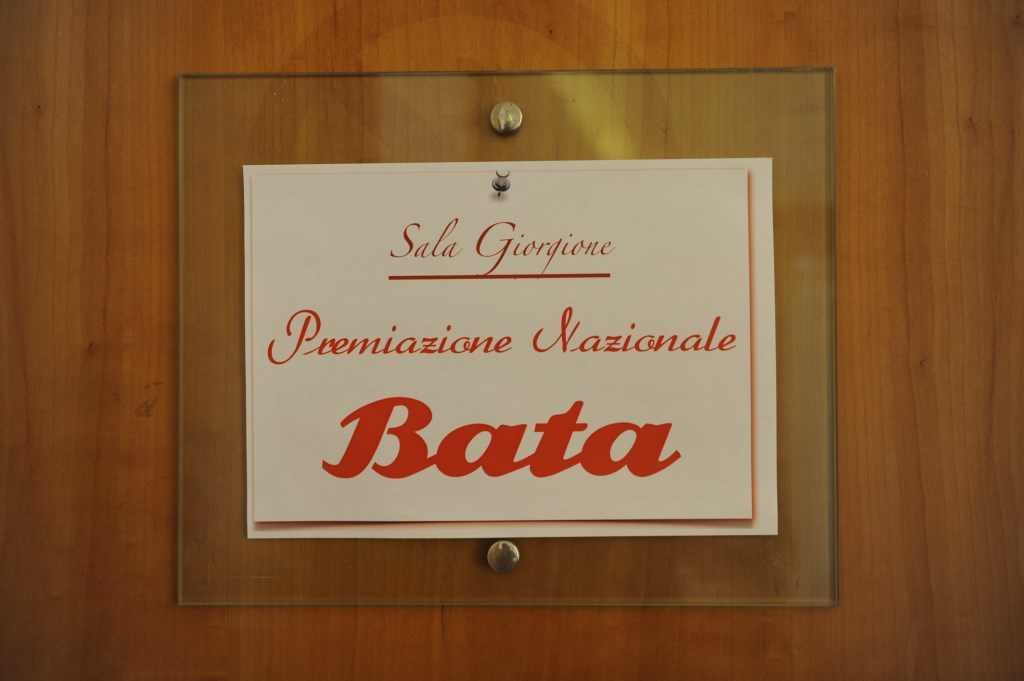 Sala Giorgione
Premiazione Nazionale
Bata